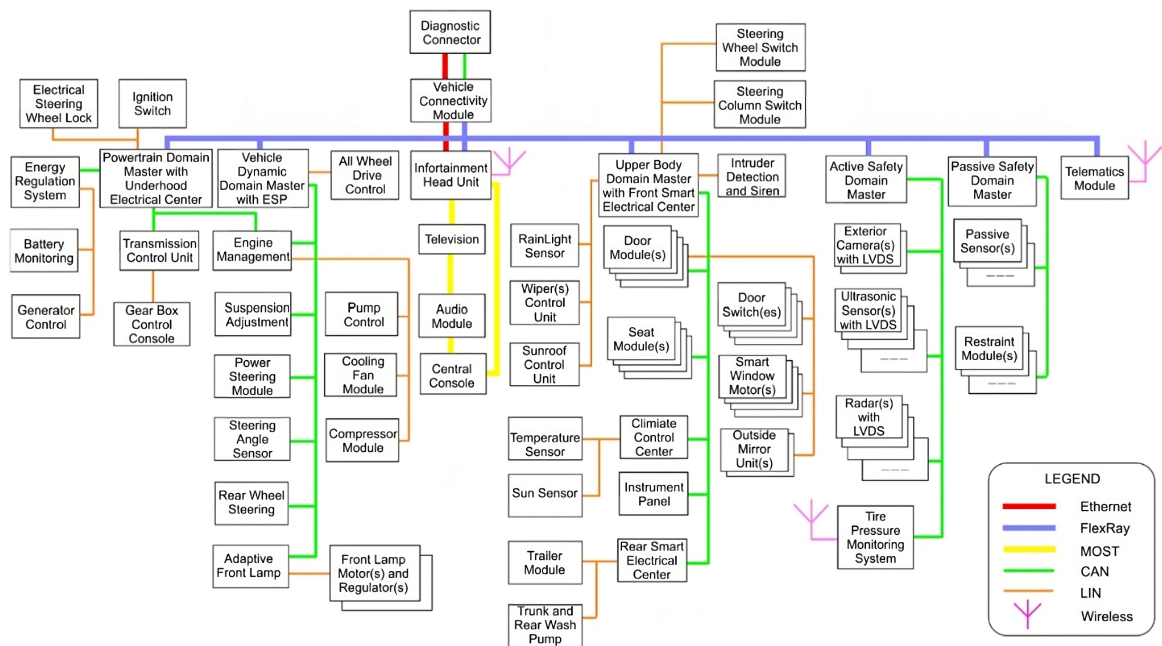 Diagnostic
Connector
Steering
Wheel Switch
Module
Electrical
Steering
Wheel Lock
Ignition
Switch
Vehicle
Connectivity
Module
Steering
Column Switch
Module
Energy
Regulation
System
Powertrain Domain
Master with
Underhood
Electrical Center
Vehicle
Dynamic
Domain Master
with ESP
All Wheel
Drive
Control
Infortainment
Head Unit
Upper Body
Domain Master
with Front Smart
Electrical Center
Intruder
Detection
and Siren
Active Safety
Domain
Master
Passive Safety
Domain
Master
Telematics
Module
Battery
Monitoring
Transmission
Control Unit
Engine
Management
Television
RainLight
Sensor
Door
Module(s)
Exterior
Camera(s)
with LVDS
Passive
Sensor(s)
Generator
Control
Gear Box
Control
Console
Suspension
Adjustment
Pump
Control
Audio
Module
Wiper(s)
Control
Unit
Door
Switch(es)
Ultrasonic
Sensor(s)
with LVDS
Power
Steering
Module
Cooling
Fan Module
Central
Console
Sunroof
Control
Unit
Seat
Module(s)
Smart
Window
Motor(s)
Restraint
Module(s)
Steering
Angle
Sensor
Compressor
Module
Temperature
Sensor
Climiate
Control
Center
Outside
Mirror
Unit(s)
Radar(s)
with
LVDS
Rear Wheel
Steering
Sun Sensor
Instrument
Panel
Tire
Pressure
Monitoring
System
Adaptive
Front Lamp
Front Lamp
Motor(s) and
Regulator(s)
Trailer
Module
Rear Smart
Electrical
Center
Trunk and
Rear Wash
Pump
LEGEND
Ethernet
FlexRay
MOST
CAN
LIN
Wireless